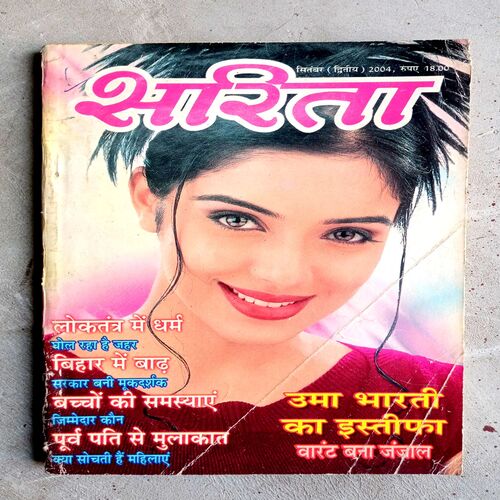 सितंबर ( द्वितीय ) 2004, रुपए 18.00
सरिता
लोकतंत्र में धर्म
घोल रहा है जहर
बिहार में बाढ़
सरकार बनी मूकदर्शक
बच्चों की समस्याएं
ज़िम्मेदार कौन
पूर्व पति से मुलाकात
क्या सोचती हैं महिलाएं
उमा भारती
का इस्तीफा
वारंट बना जंजाल